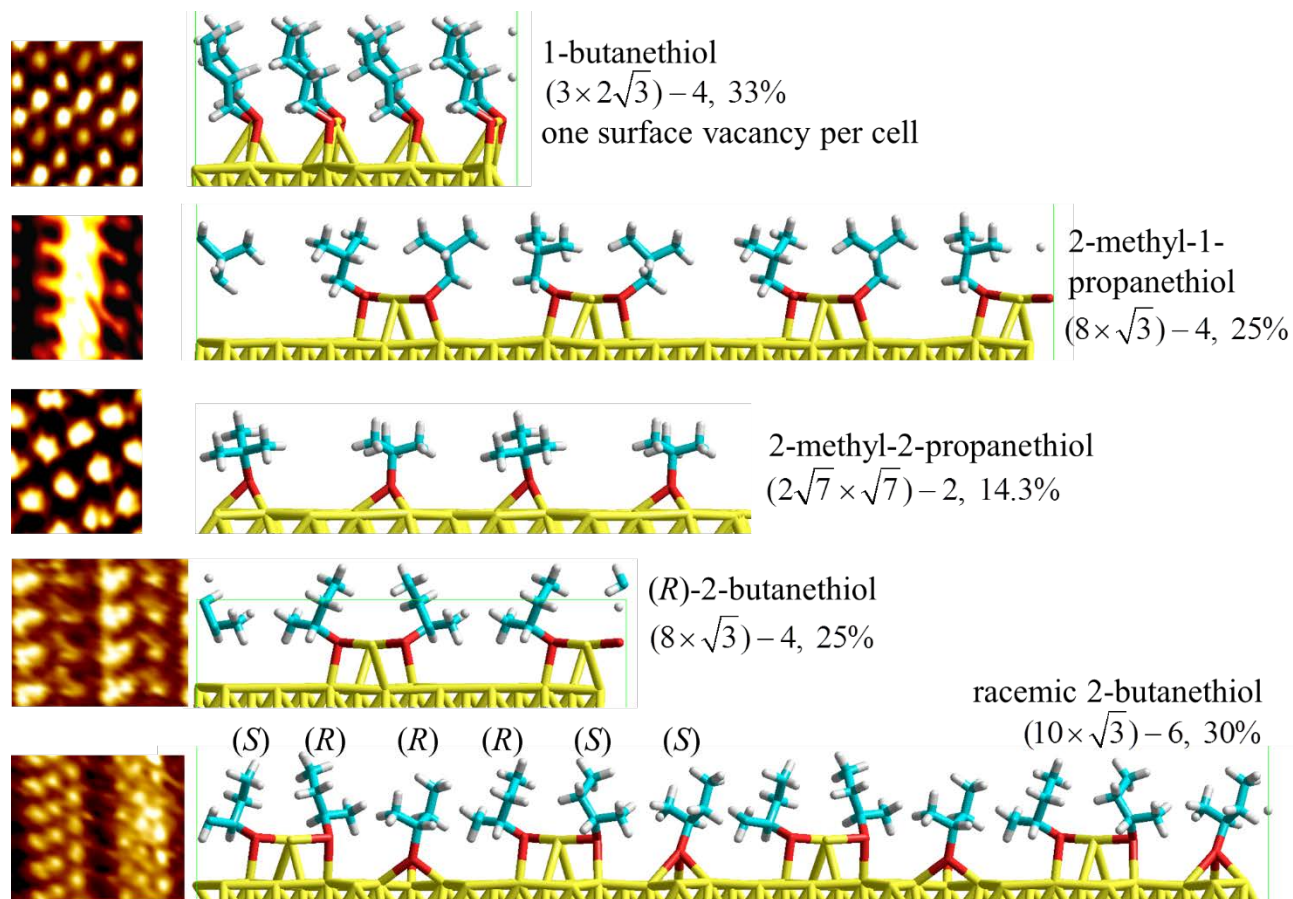 1-butanethiol
(3 × 2√3) – 4, 33%
one surface vacancy per cell
2-methyl-1-
propanethiol
(8 × √3) – 4, 25%
2-methyl-2-propanethiol
(2√7 × √7) – 2, 14.3%
(R)-2-butanethiol
(8 × √3) – 4, 25%
racemic 2-butanethiol
(10 × √3) – 6, 30%
(S) (R) (R) (R) (S) (S)